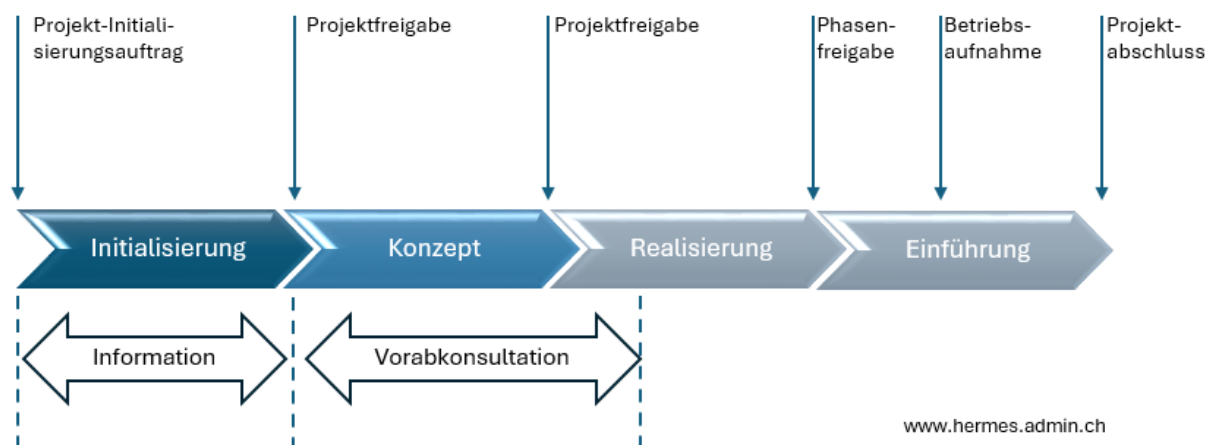 Projekt-Initiali-
sierungsauftrag
Projektfreigabe
Projektfreigabe
Phasen-
freigabe
Betriebs-
aufnahme
Projekt-
abschluss
Initialisierung
Konzept
Realisierung
Einführung
Information
Vorabkonsultation
www.hermes.admin.ch